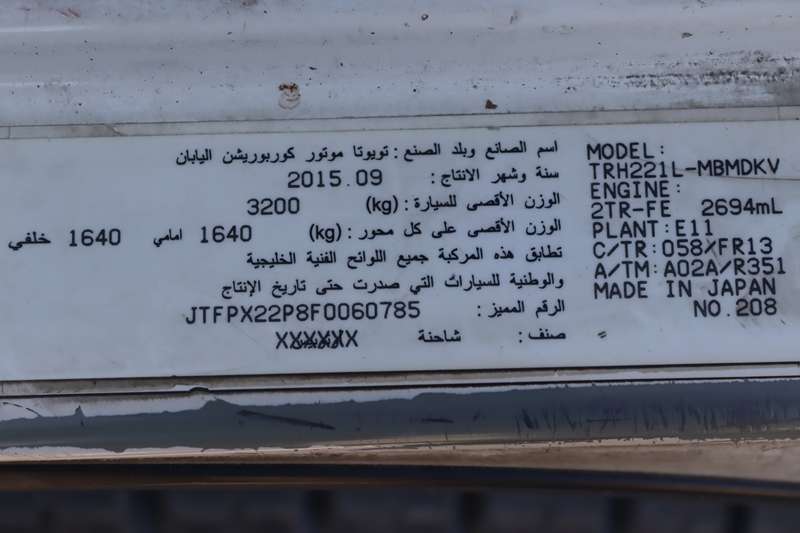 اسم الصانع وبلد الصنع : تويوتا موتور كوربوريشن اليابان
سنة وشهر الانتاج : 2015.09
الوزن الأقصى للسيارة : (kg) 3200
الوزن الأقصى على كل محور : (kg) 1640 امامي 1640 خلفي
تطابق هذه المركبة جميع اللوائح الفنية الخليجية
والوطنية للسيارات التي صدرت حتى تاريخ الإنتاج
الرقم المميز : JTFPX22P8F0060785
صنف : شاحنة = XXXXXX
MODEL:
TRH221L-MBMDKV
ENGINE:
2TR-FE 2694mL
PLANT:E11
C/TR:058/FR13
A/TM:A02A/R351
MADE IN JAPAN
NO.208